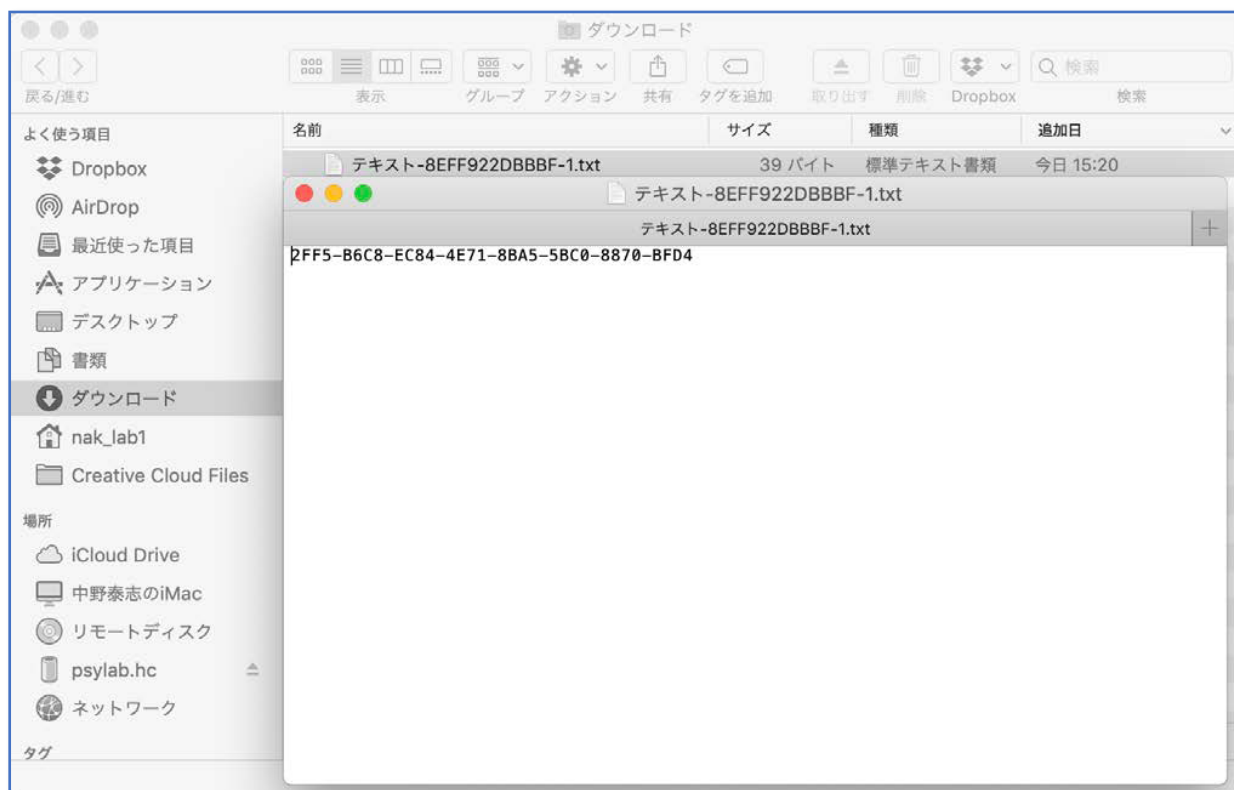 ダウンロード
戻る/進む
表示
グループ
アクション
共有
タグを追加
取り出す
削除
Dropbox
検索
検索
よく使う項目
Dropbox
AirDrop
最近使った項目
アプリケーション
デスクトップ
書類
ダウンロード
nak_lab1
Creative Cloud Files
場所
iCloud Drive
中野泰志のiMac
リモートディスク
psylab.hc
ネットワーク
タグ
名前 サイズ 種類 追加日
テキスト-8EFF922DBBBF-1.txt 39 バイト 標準テキスト書類 今日 15:20
テキスト-8EFF922DBBBF-1.txt
テキスト-8EFF922DBBBF-1.txt
2FF5-B6C8-EC84-4E71-8BA5-5BC0-8870-BFD4